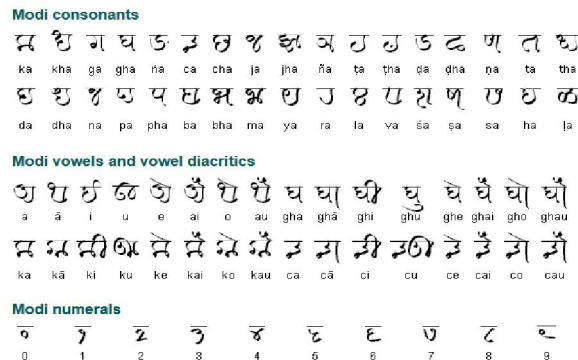 Modi consonants
𑘎 𑘏 𑘐 𑘑 𑘒 𑘓 𑘔 𑘕 𑘖 𑘗 𑘘 𑘙 𑘚 𑘛 𑘜 𑘝 𑘞
ka kha ga gha ṅa ca cha ja jha ña ṭa ṭha ḍa ḍha ṇa ta tha
𑘟 𑘠 𑘡 𑘢 𑘣 𑘤 𑘥 𑘦 𑘧 𑘨 𑘩 𑘪 𑘫 𑘬 𑘭 𑘮 𑘯
da dha na pa pha ba bha ma ya ra la va śa ṣa sa ha ḷa
Modi vowels and vowel diacritics
𑘀 𑘁 𑘃 𑘄 𑘊 𑘋 𑘌 𑘍 𑘑 𑘑𑘰 𑘑𑘲 𑘑𑘳 𑘑𑘹 𑘑𑘺 𑘑𑘻 𑘑𑘼
a ā i u e ai o au gha ghā ghi ghu ghe ghai gho ghau
𑘎 𑘎𑘰 𑘎𑘲 𑘎𑘳 𑘎𑘹 𑘎𑘺 𑘎𑘻 𑘎𑘼 𑘓 𑘓𑘰 𑘓𑘲 𑘓𑘳 𑘓𑘹 𑘓𑘺 𑘓𑘻 𑘓𑘼
ka kā ki ku ke kai ko kau ca cā ci cu ce cai co cau
Modi numerals
𑙐 𑙑 𑙒 𑙓 𑙔 𑙕 𑙖 𑙗 𑙘 𑙙
0 1 2 3 4 5 6 7 8 9